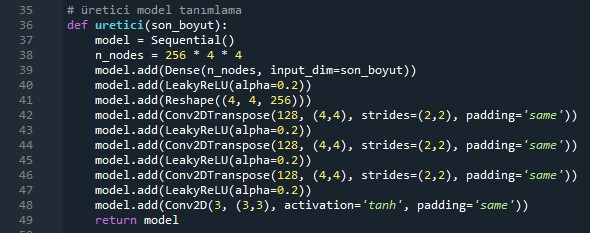 35 # üretici model tanımlama
36 def uretici(son_boyut):
37     model = Sequential()
38     n_nodes = 256 * 4 * 4
39     model.add(Dense(n_nodes, input_dim=son_boyut))
40     model.add(LeakyReLU(alpha=0.2))
41     model.add(Reshape((4, 4, 256)))
42     model.add(Conv2DTranspose(128, (4,4), strides=(2,2), padding='same'))
43     model.add(LeakyReLU(alpha=0.2))
44     model.add(Conv2DTranspose(128, (4,4), strides=(2,2), padding='same'))
45     model.add(LeakyReLU(alpha=0.2))
46     model.add(Conv2DTranspose(128, (4,4), strides=(2,2), padding='same'))
47     model.add(LeakyReLU(alpha=0.2))
48     model.add(Conv2D(3, (3,3), activation='tanh', padding='same'))
49     return model